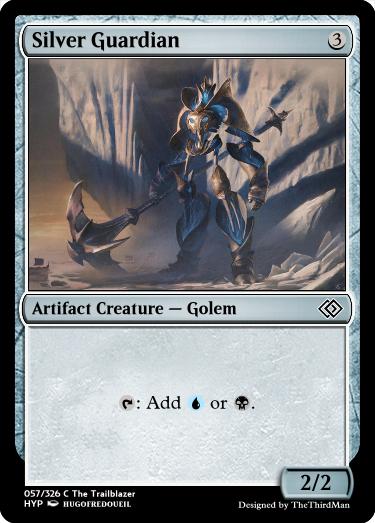 Silver Guardian 3
Artifact Creature — Golem
: Add or .
2/2
057/326 C The Trailblazer
HYP HUGOFREDOUEIL Designed by TheThirdMan